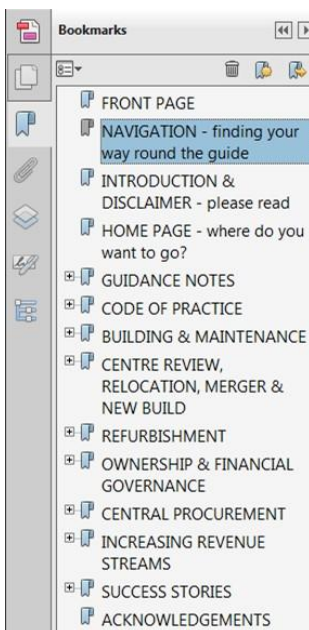 Bookmarks
FRONT PAGE
NAVIGATION - finding your
way round the guide
INTRODUCTION &
DISCLAIMER - please read
HOME PAGE - where do you
want to go?
GUIDANCE NOTES
CODE OF PRACTICE
BUILDING & MAINTENANCE
CENTRE REVIEW,
RELOCATION, MERGER &
NEW BUILD
REFURBISHMENT
OWNERSHIP & FINANCIAL
GOVERNANCE
CENTRAL PROCUREMENT
INCREASING REVENUE
STREAMS
SUCCESS STORIES
ACKNOWLEDGEMENTS